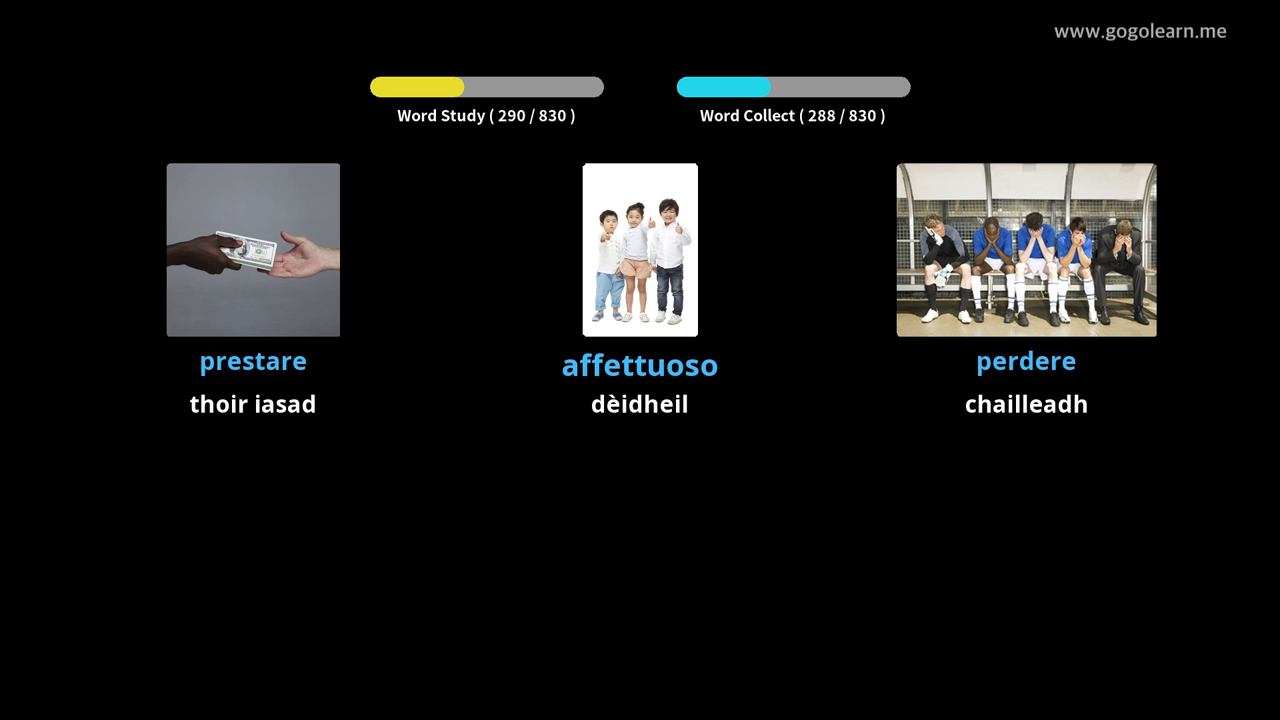 www.gogolearn.me
Word Study ( 290 / 830 )
Word Collect ( 288 / 830 )
prestare
affettuoso
perdere
thoir iasad
dèidheil
chailleadh